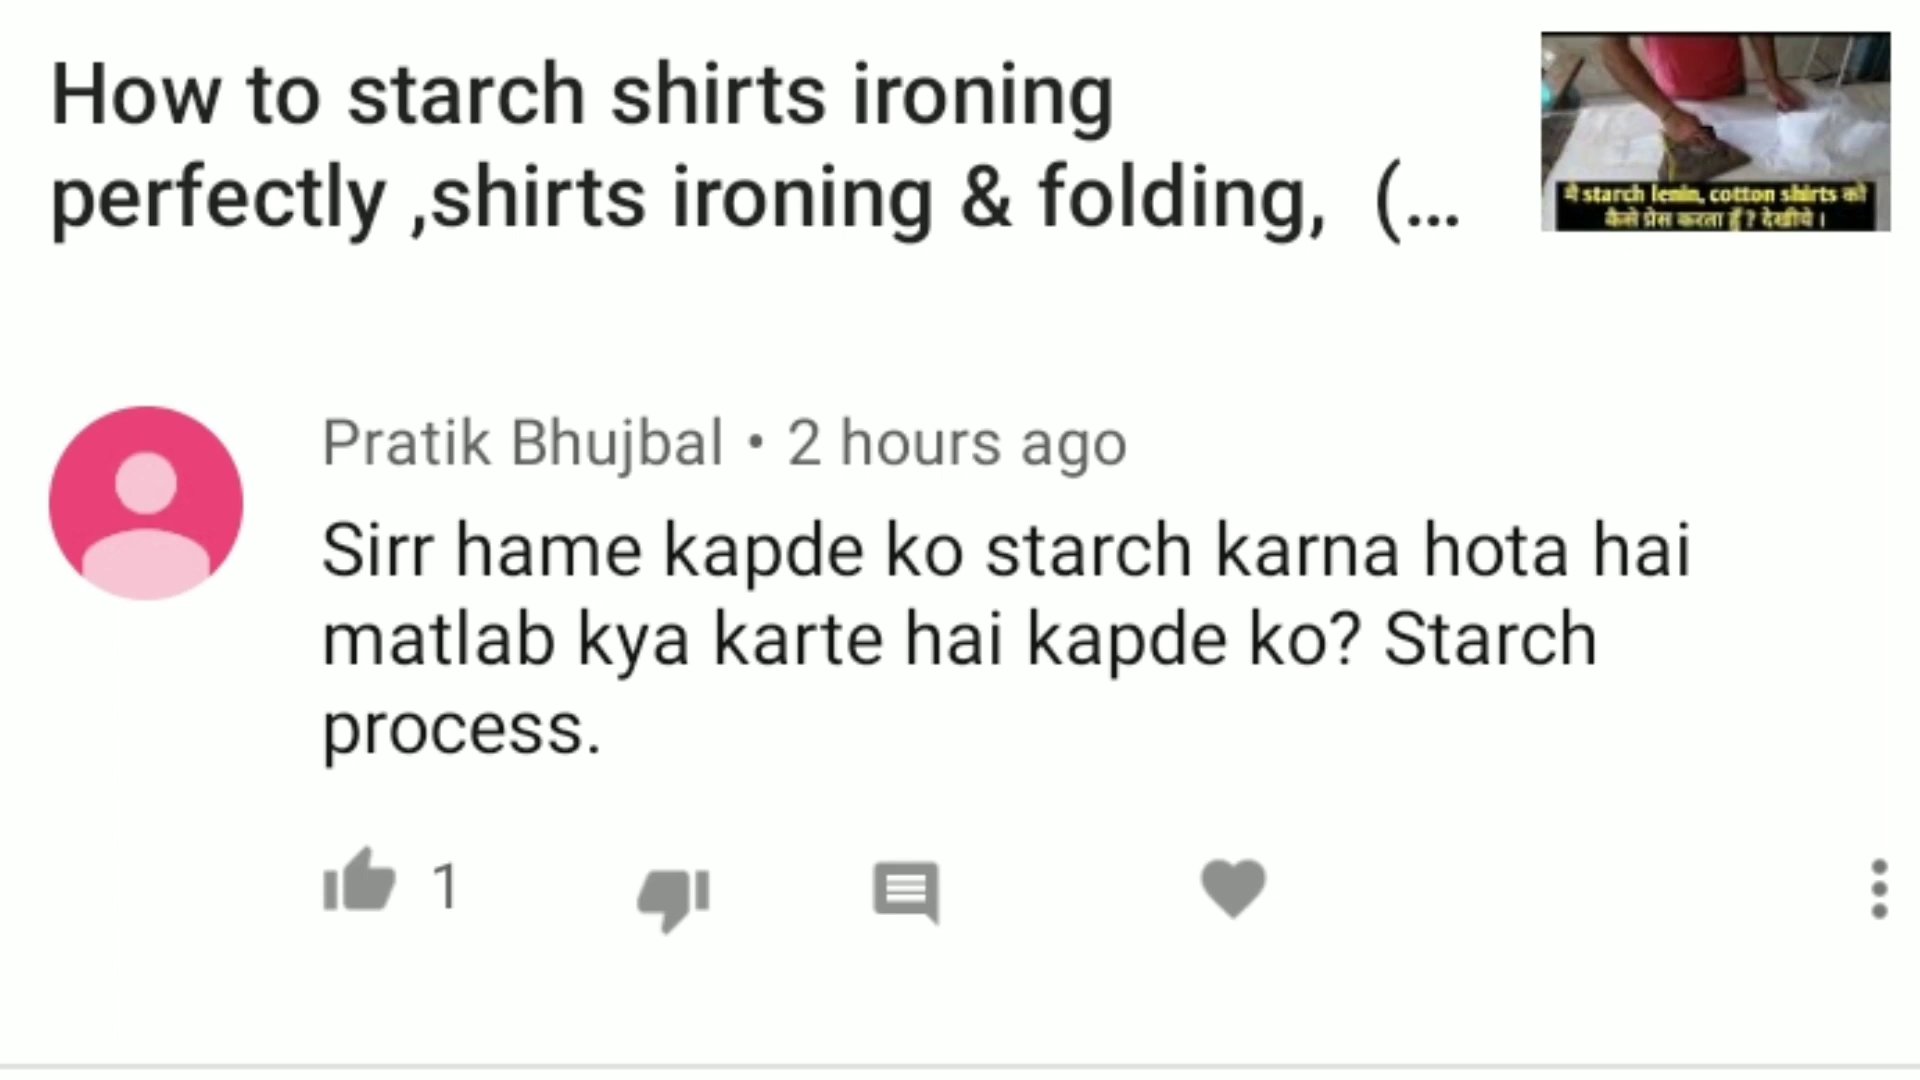 How to starch shirts ironing
perfectly ,shirts ironing & folding, (...
मै starch lenin, cotton shirts को
कैसे प्रेस करता हूँ ? देखीये ।
Pratik Bhujbal • 2 hours ago
Sirr hame kapde ko starch karna hota hai
matlab kya karte hai kapde ko? Starch
process.
1